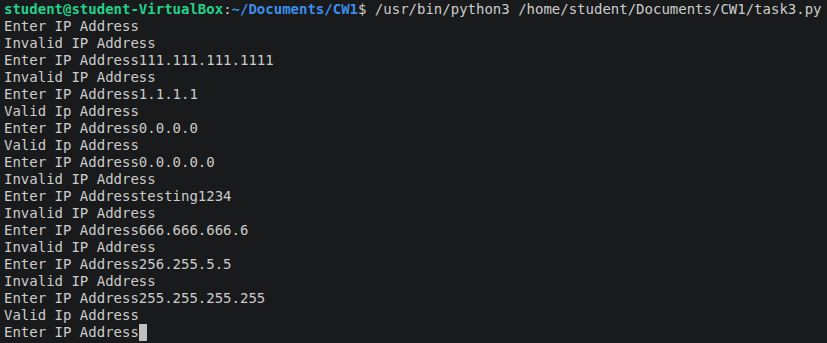 student@student-VirtualBox:~/Documents/CW1$ /usr/bin/python3 /home/student/Documents/CW1/task3.py
Enter IP Address
Invalid IP Address
Enter IP Address111.111.111.1111
Invalid IP Address
Enter IP Address1.1.1.1
Valid Ip Address
Enter IP Address0.0.0.0
Valid Ip Address
Enter IP Address0.0.0.0.0
Invalid IP Address
Enter IP Addresstesting1234
Invalid IP Address
Enter IP Address666.666.666.6
Invalid IP Address
Enter IP Address256.255.5.5
Invalid IP Address
Enter IP Address255.255.255.255
Valid Ip Address
Enter IP Address